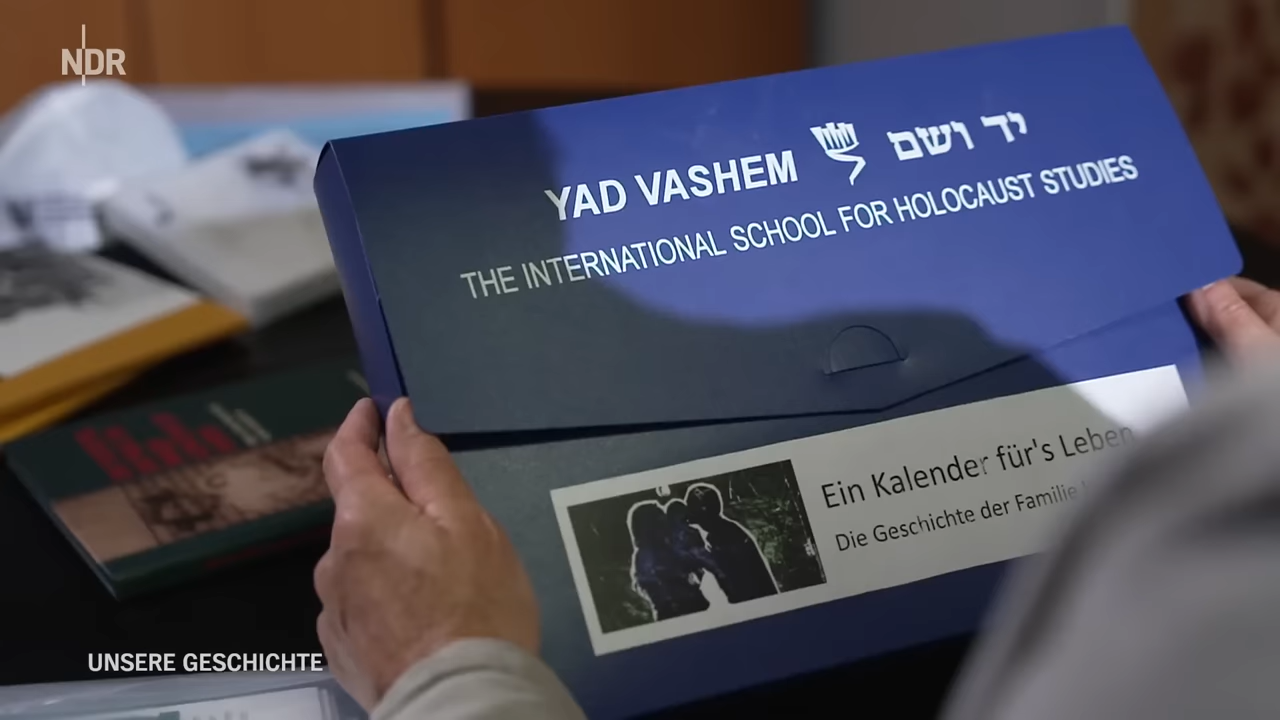 NDR
YAD VASHEM יד ושם
THE INTERNATIONAL SCHOOL FOR HOLOCAUST STUDIES
Ein Kalender für's Leben
Die Geschichte der Familie
UNSERE GESCHICHTE